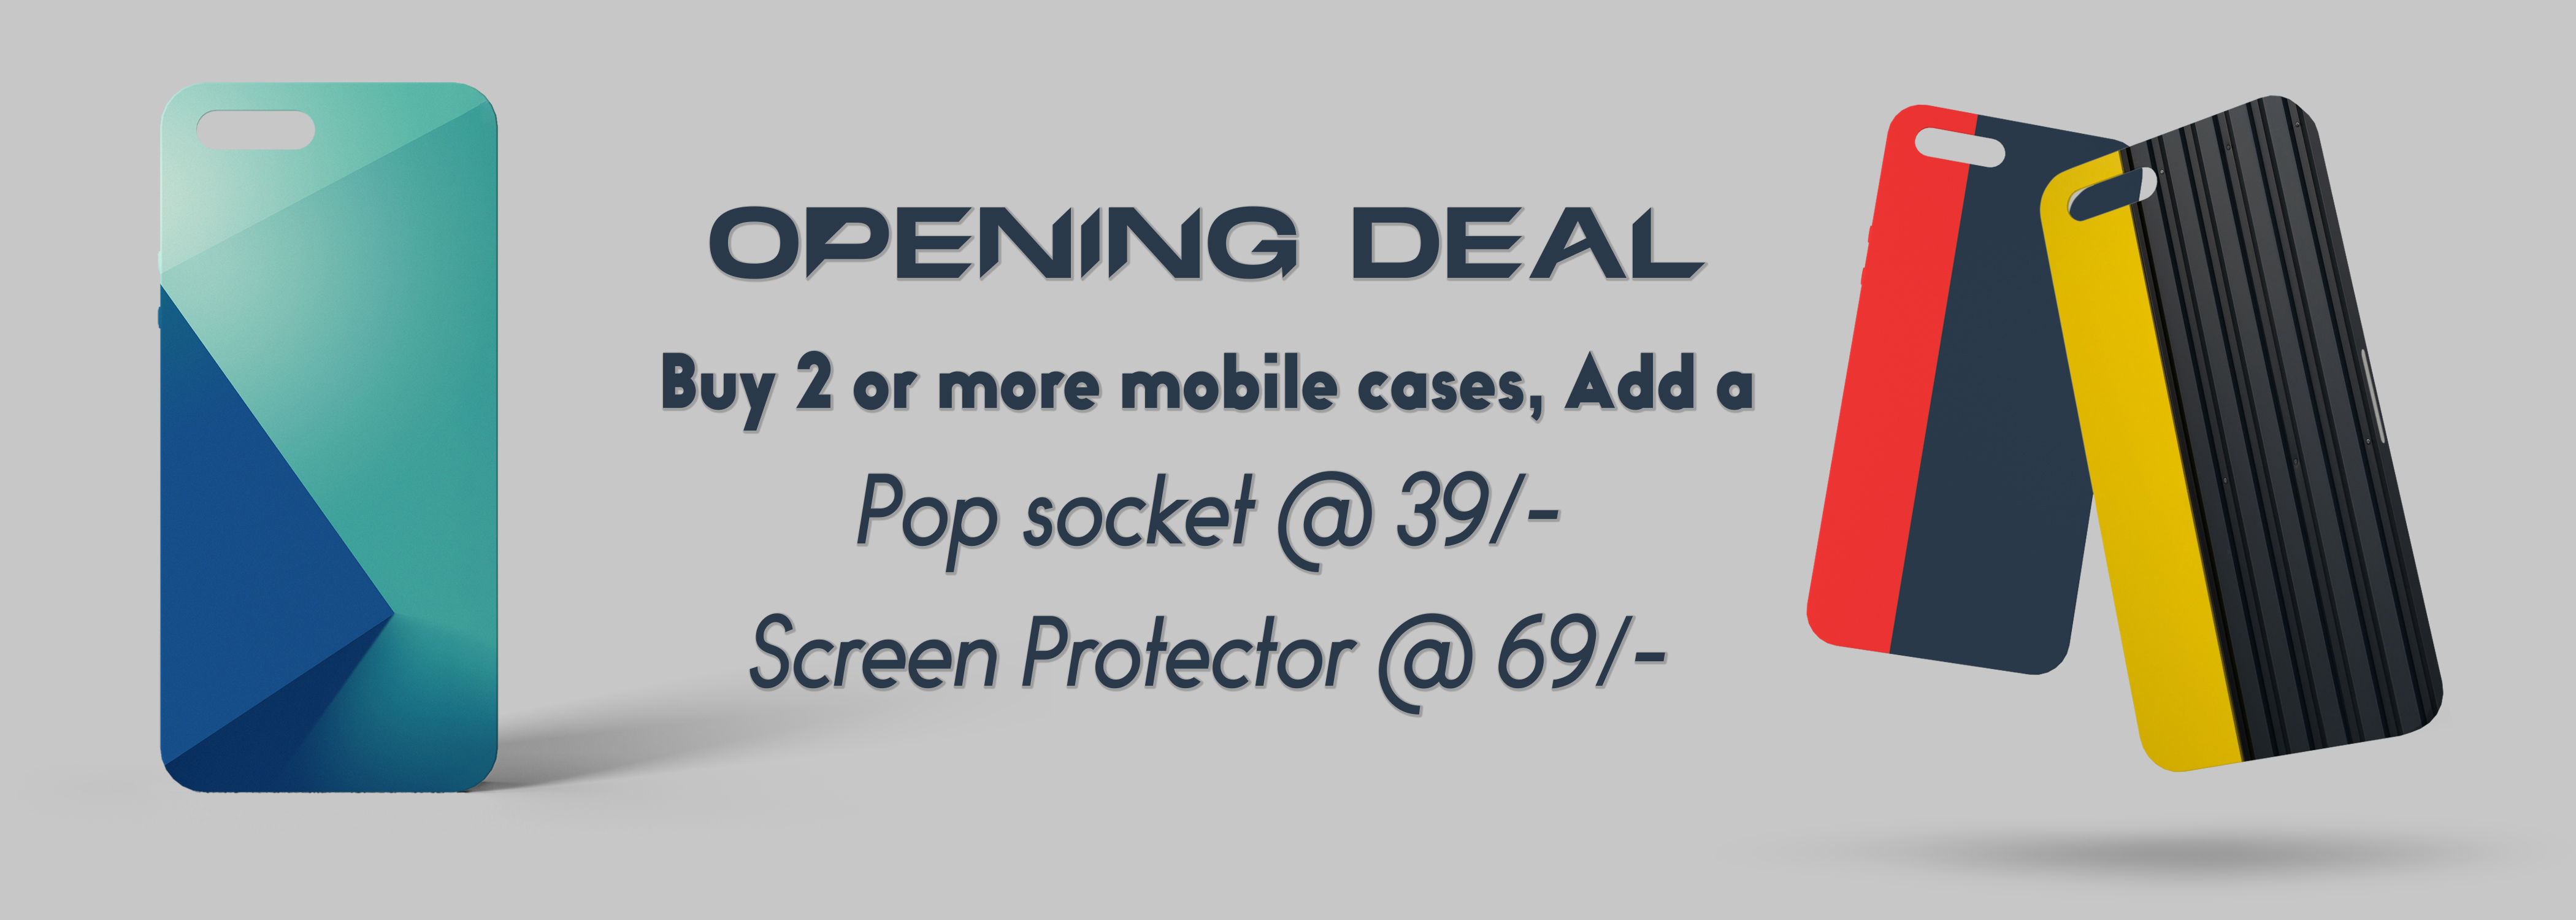 OPENING DEAL
Buy 2 or more mobile cases, Add a
Pop socket @ 39/-
Screen Protector @ 69/-